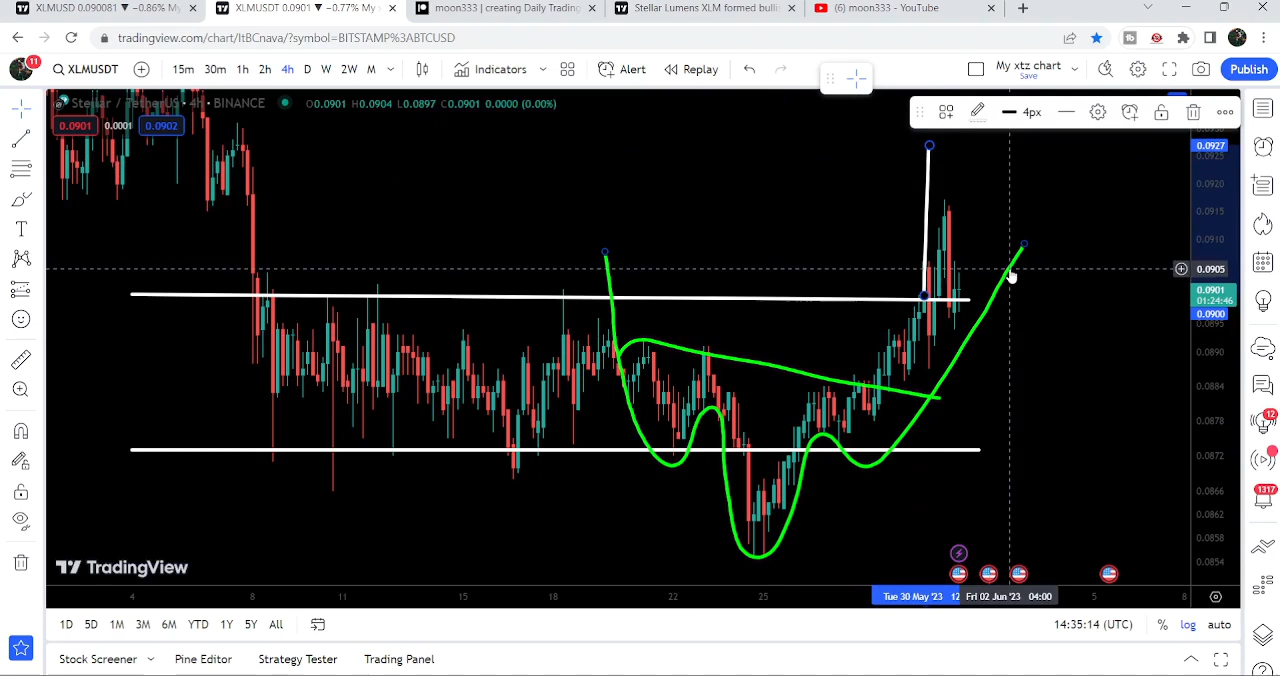 XLMUSD 0.090081 ▼ −0.86% My
XLMUSDT 0.0901 ▼ −0.77% My
moon333 | creating Daily Trading
Stellar Lumens XLM formed bulli
(6) moon333 - YouTube
tradingview.com/chart/ItBCnava/?symbol=BITSTAMP%3ABTCUSD
11
XLMUSDT
15m 30m 1h 2h 4h D W 2W M
Indicators
Alert
Replay
My xtz chart
Save
Publish
Stellar / TetherUS · 4H · BINANCE
O0.0901 H0.0904 L0.0897 C0.0901 0.0000 (0.00%)
0.0901 0.0001 0.0902
4px
0.0930
0.0927
0.0925
0.0920
0.0915
0.0910
0.0905
0.0901
01:24:46
0.0900
0.0895
0.0890
0.0884
0.0878
0.0872
0.0866
0.0862
0.0858
0.0854
12
1317
TradingView
4 8 11 15 18 22 25 Tue 30 May '23 12 Fri 02 Jun '23 04:00 5 8
1D 5D 1M 3M 6M YTD 1Y 5Y All
14:35:14 (UTC) % log auto
Stock Screener Pine Editor Strategy Tester Trading Panel